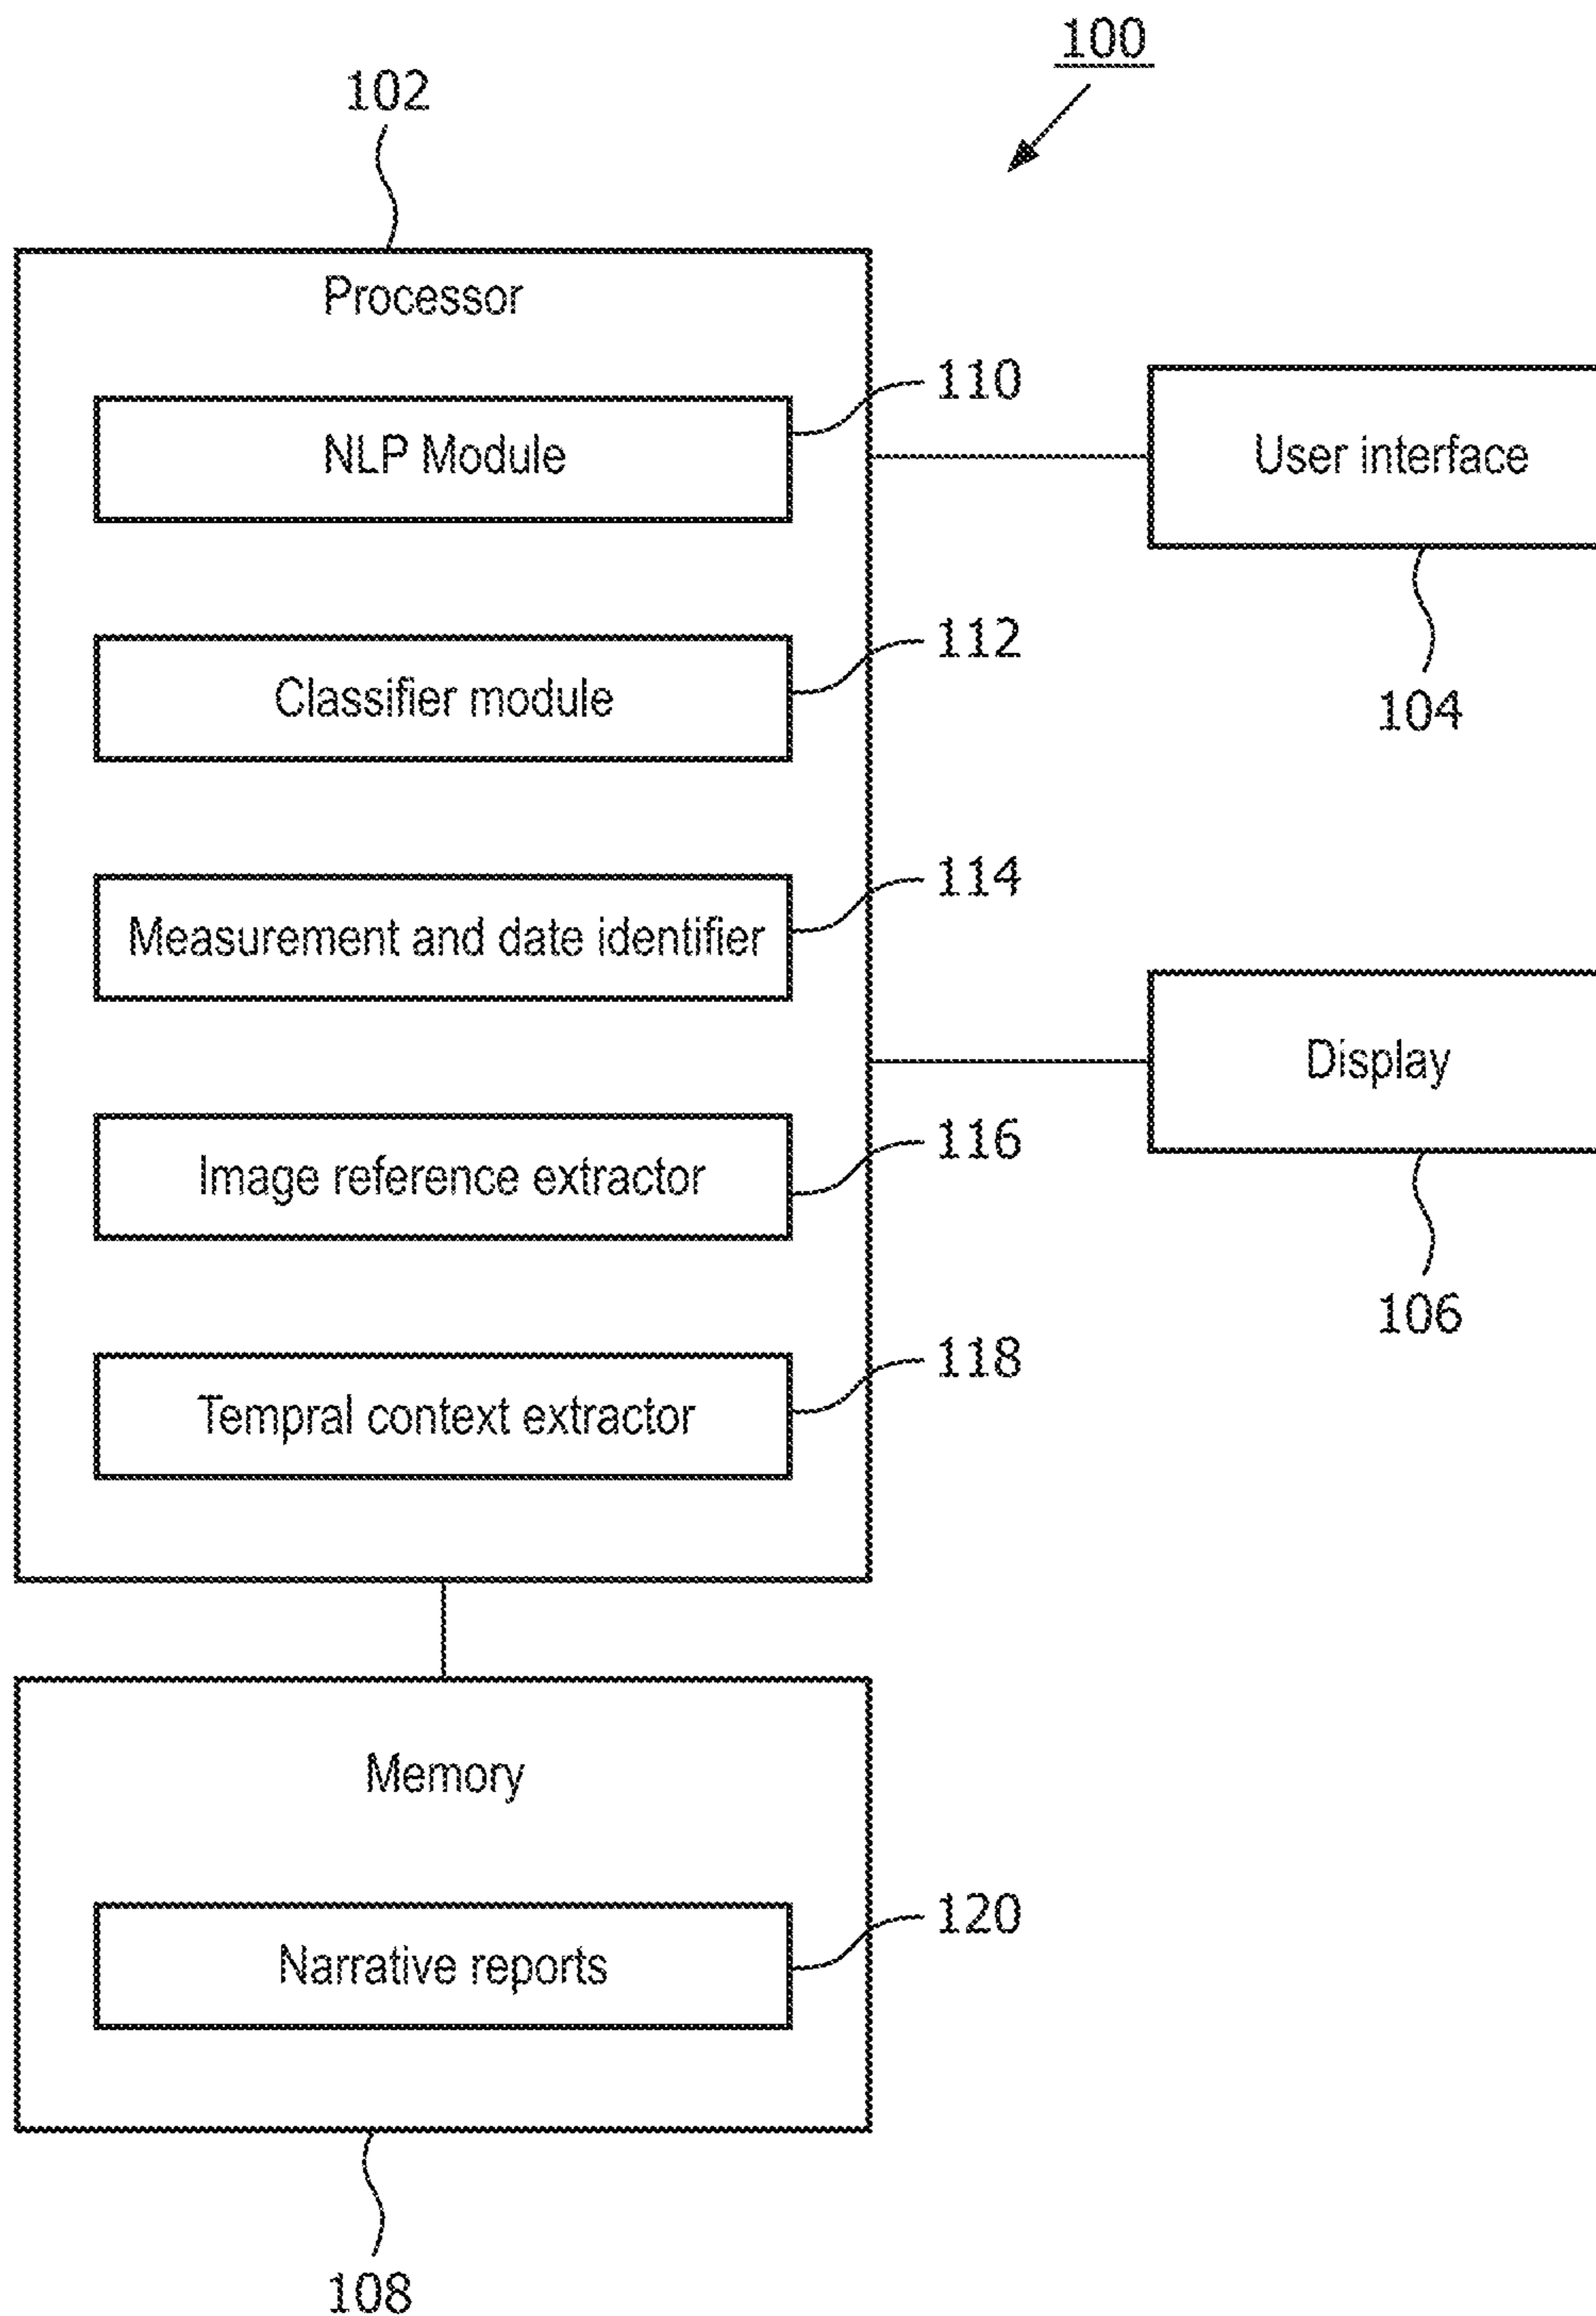 100
102
Processor
110
NLP Module
User interface
112
Classifier module
104
114
Measurement and date identifier
Display
116
Image reference extractor
106
118
Tempral context extractor
Memory
120
Narrative reports
108